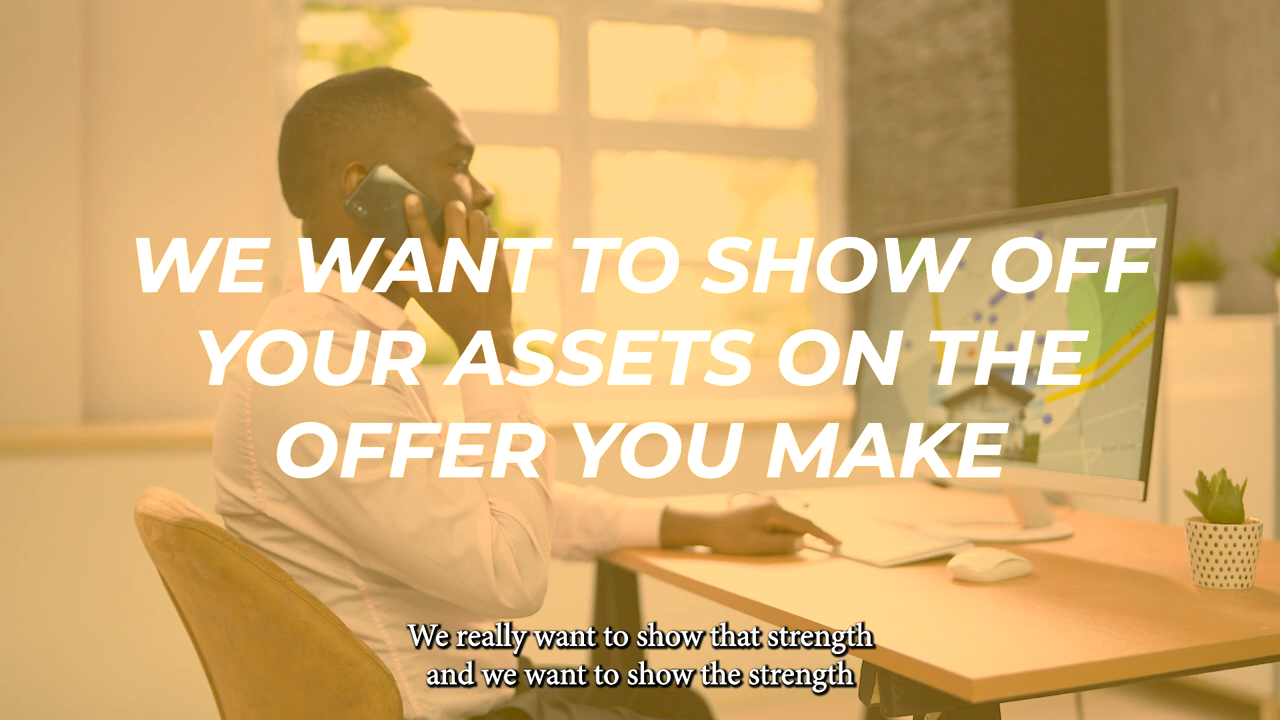 WE WANT TO SHOW OFF
YOUR ASSETS ON THE
OFFER YOU MAKE
We really want to show that strength
and we want to show the strength